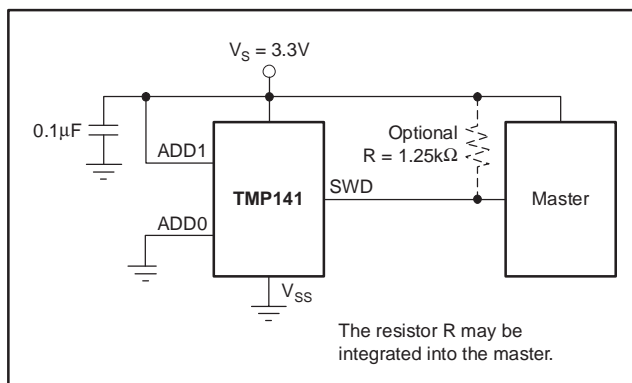 V_S = 3.3V
0.1μF
Optional
R = 1.25kΩ
ADD1
SWD
TMP141
Master
ADD0
V_SS
The resistor R may be
integrated into the master.